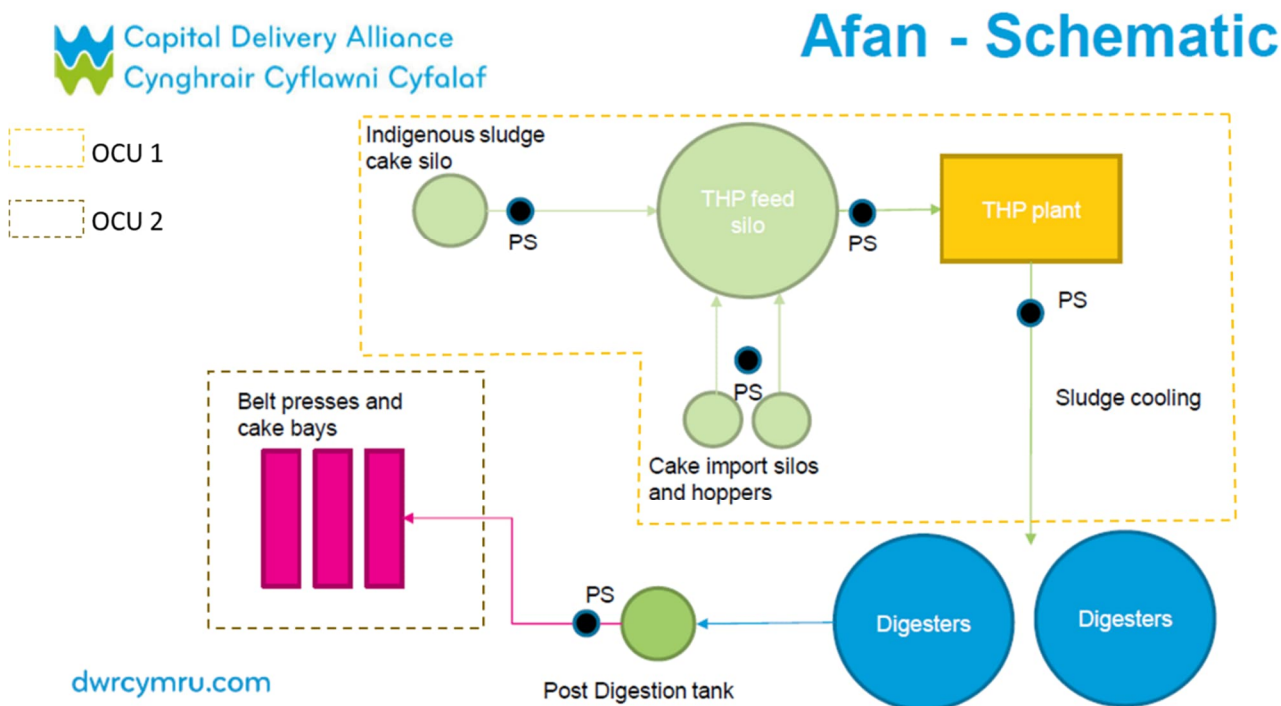 Capital Delivery Alliance
Cynghrair Cyflawni Cyfalaf
Afan - Schematic
OCU 1
OCU 2
Indigenous sludge
cake silo
PS
THP feed
silo
PS
THP plant
PS
PS
Cake import silos
and hoppers
Sludge cooling
Belt presses and
cake bays
PS
Post Digestion tank
Digesters
Digesters
dwrcymru.com